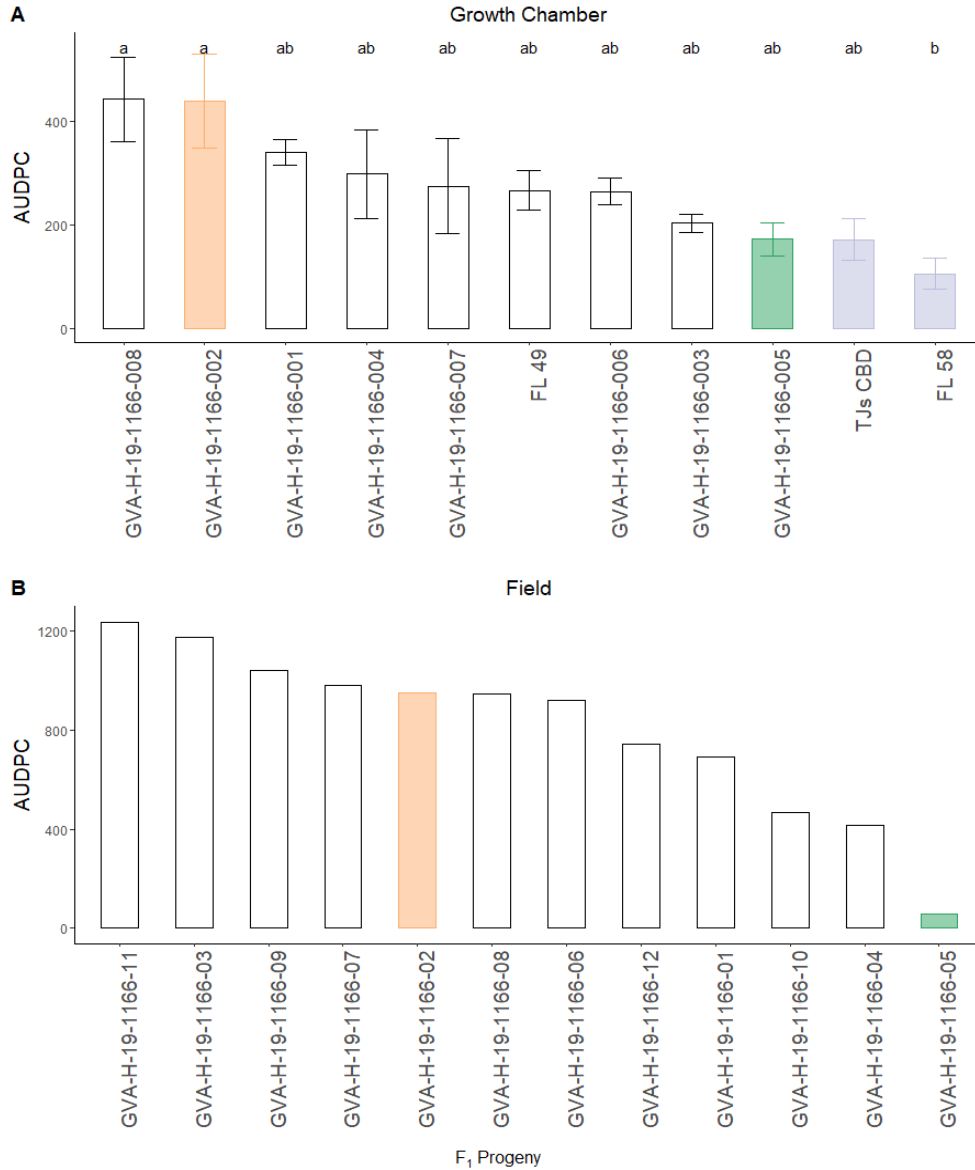 A
Growth Chamber
a a ab ab ab ab ab ab ab ab b
AUDPC
400
200
0
GVA-H-19-1166-008
GVA-H-19-1166-002
GVA-H-19-1166-001
GVA-H-19-1166-004
GVA-H-19-1166-007
FL 49
GVA-H-19-1166-006
GVA-H-19-1166-003
GVA-H-19-1166-005
TJs CBD
FL 58
B
Field
AUDPC
1200
800
400
0
GVA-H-19-1166-11
GVA-H-19-1166-03
GVA-H-19-1166-09
GVA-H-19-1166-07
GVA-H-19-1166-02
GVA-H-19-1166-08
GVA-H-19-1166-06
GVA-H-19-1166-12
GVA-H-19-1166-01
GVA-H-19-1166-10
GVA-H-19-1166-04
GVA-H-19-1166-05
F₁ Progeny